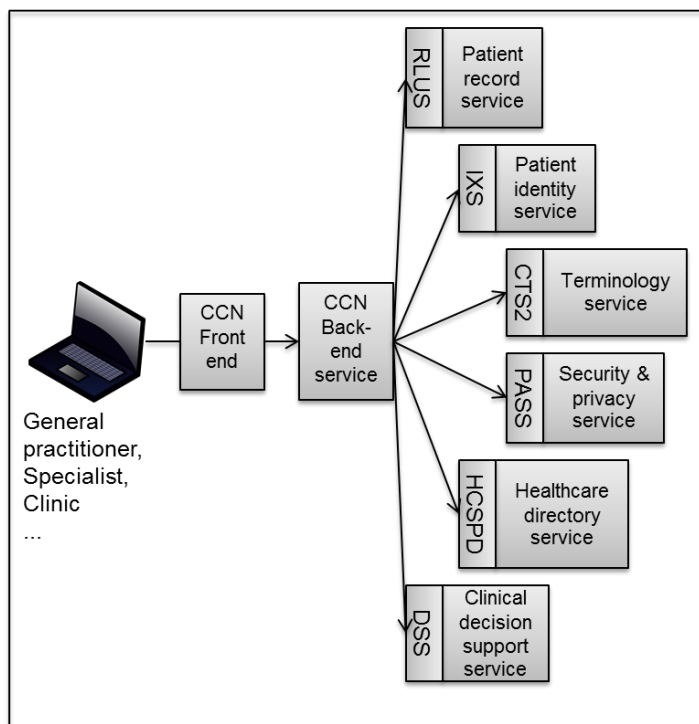 RLUS
Patient
record
service
IXS
Patient
identity
service
CTS2
Terminology
service
CCN
Front
end
CCN
Back-
end
service
PASS
Security &
privacy
service
General
practitioner,
Specialist,
Clinic
...
HCSPD
Healthcare
directory
service
DSS
Clinical
decision
support
service